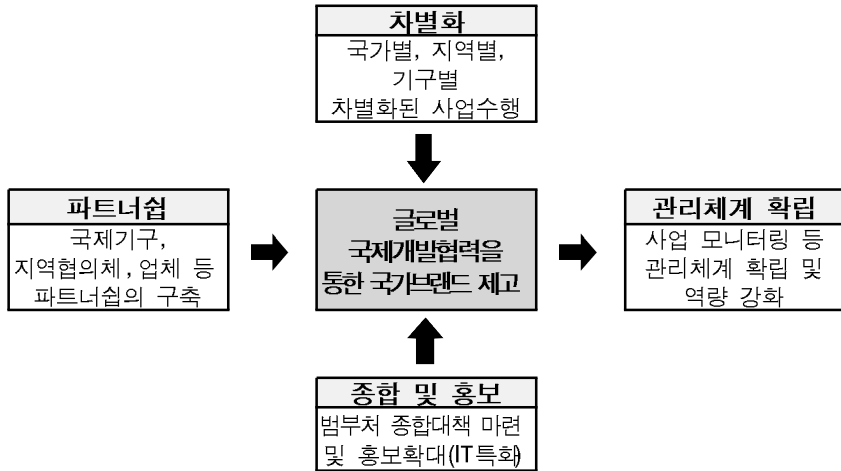 차별화
국가별, 지역별,
기구별
차별화된 사업수행
파트너쉽
국제기구,
지역협의체,업체 등
파트너쉽의 구축
글로벌
국제개발협력을
통한 국가브랜드 제고
관리체계 확립
사업 모니터링 등
관리체계 확립 및
역량 강화
종합 및 홍보
범부처 종합대책 마련
및 홍보확대(IT특화)